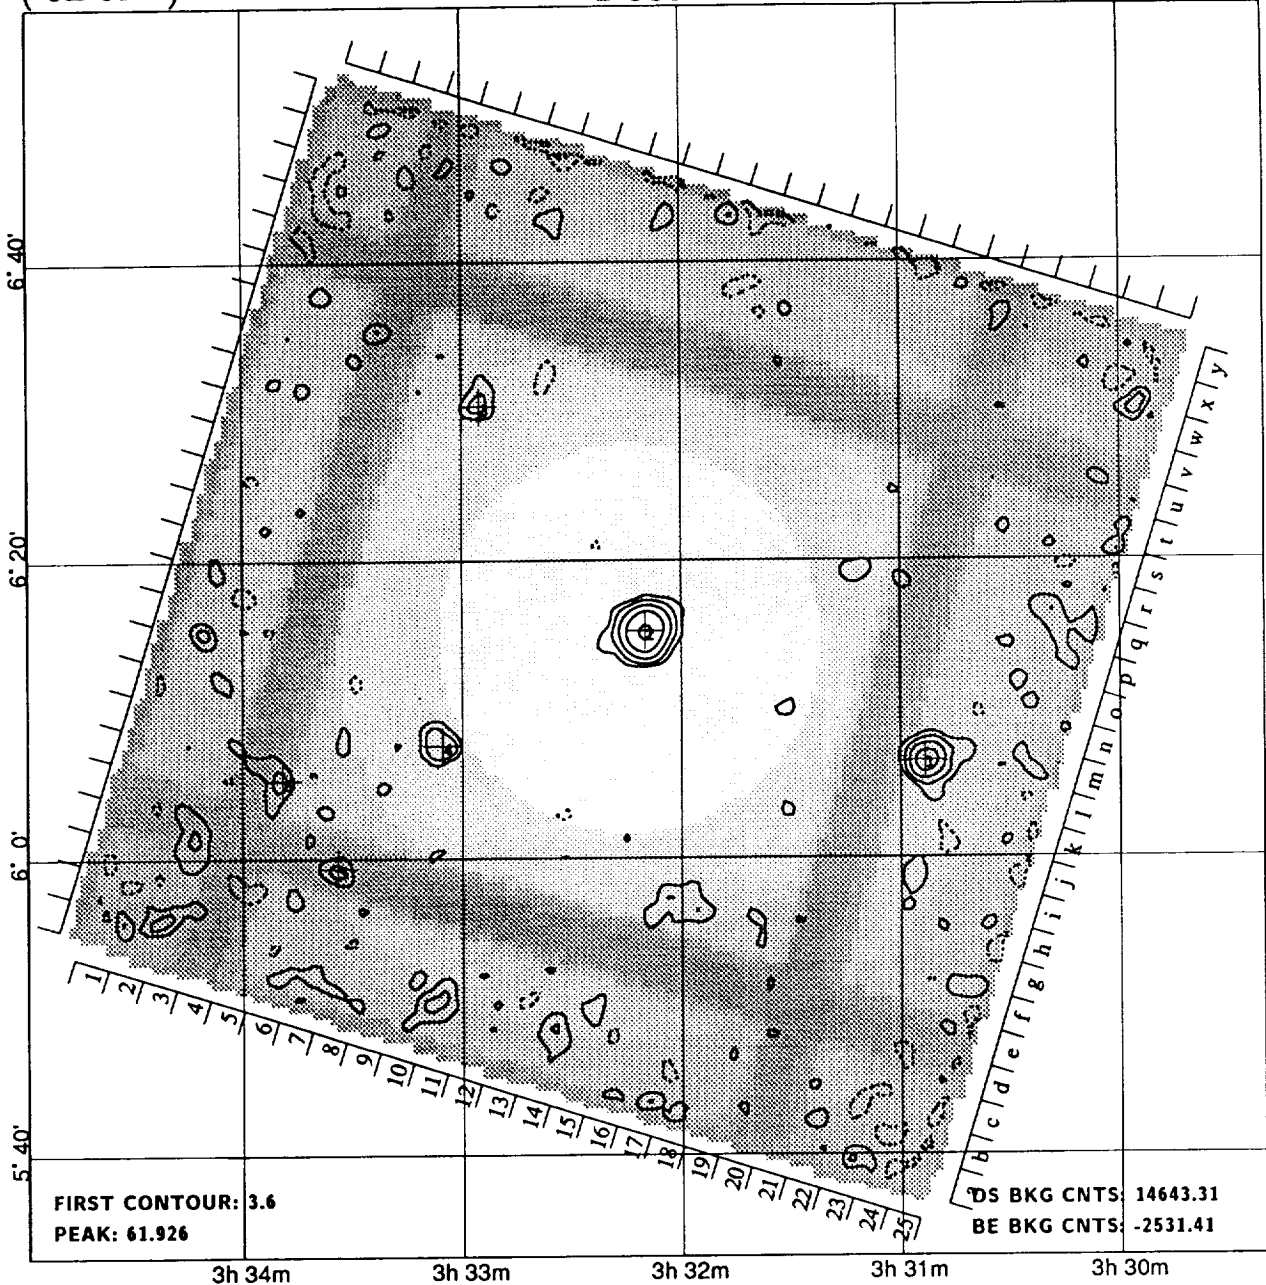 6° 40'
6° 20'
6° 0'
5° 40'
y
x
w
v
u
t
s
r
q
p
o
n
m
l
k
j
i
h
g
f
e
d
c
b
a
1
2
3
4
5
6
7
8
9
10
11
12
13
14
15
16
17
18
19
20
21
22
23
24
25
FIRST CONTOUR: 3.6
PEAK: 61.926
DS BKG CNTS: 14643.31
BE BKG CNTS: -2531.41
3h 34m
3h 33m
3h 32m
3h 31m
3h 30m